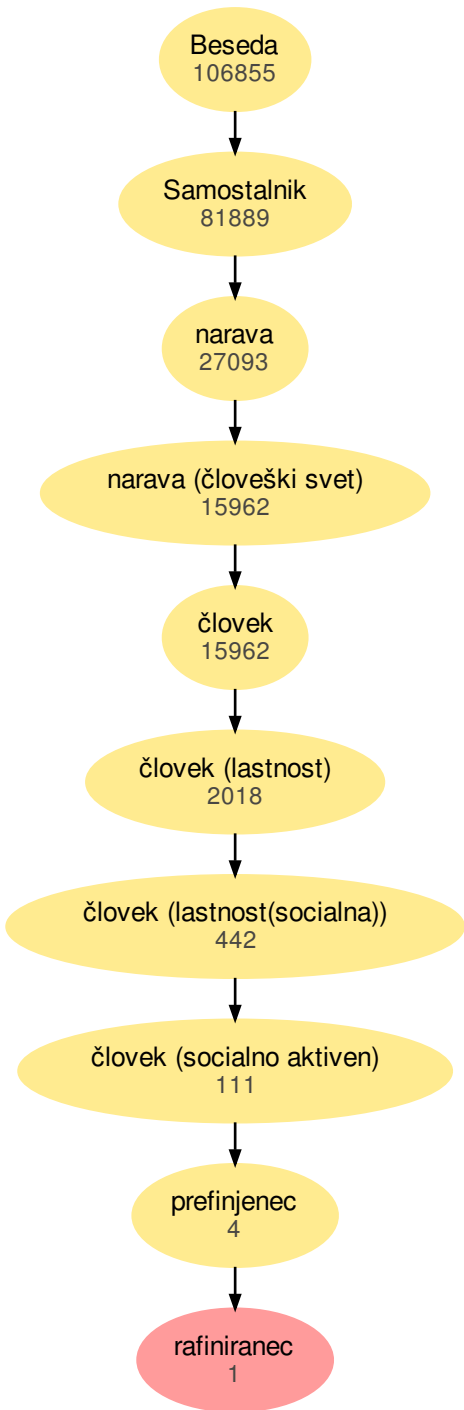 Beseda
106855
Samostalnik
81889
narava
27093
narava (človeški svet)
15962
človek
15962
človek (lastnost)
2018
človek (lastnost(socialna))
442
človek (socialno aktiven)
111
prefinjenec
4
rafiniranec
1